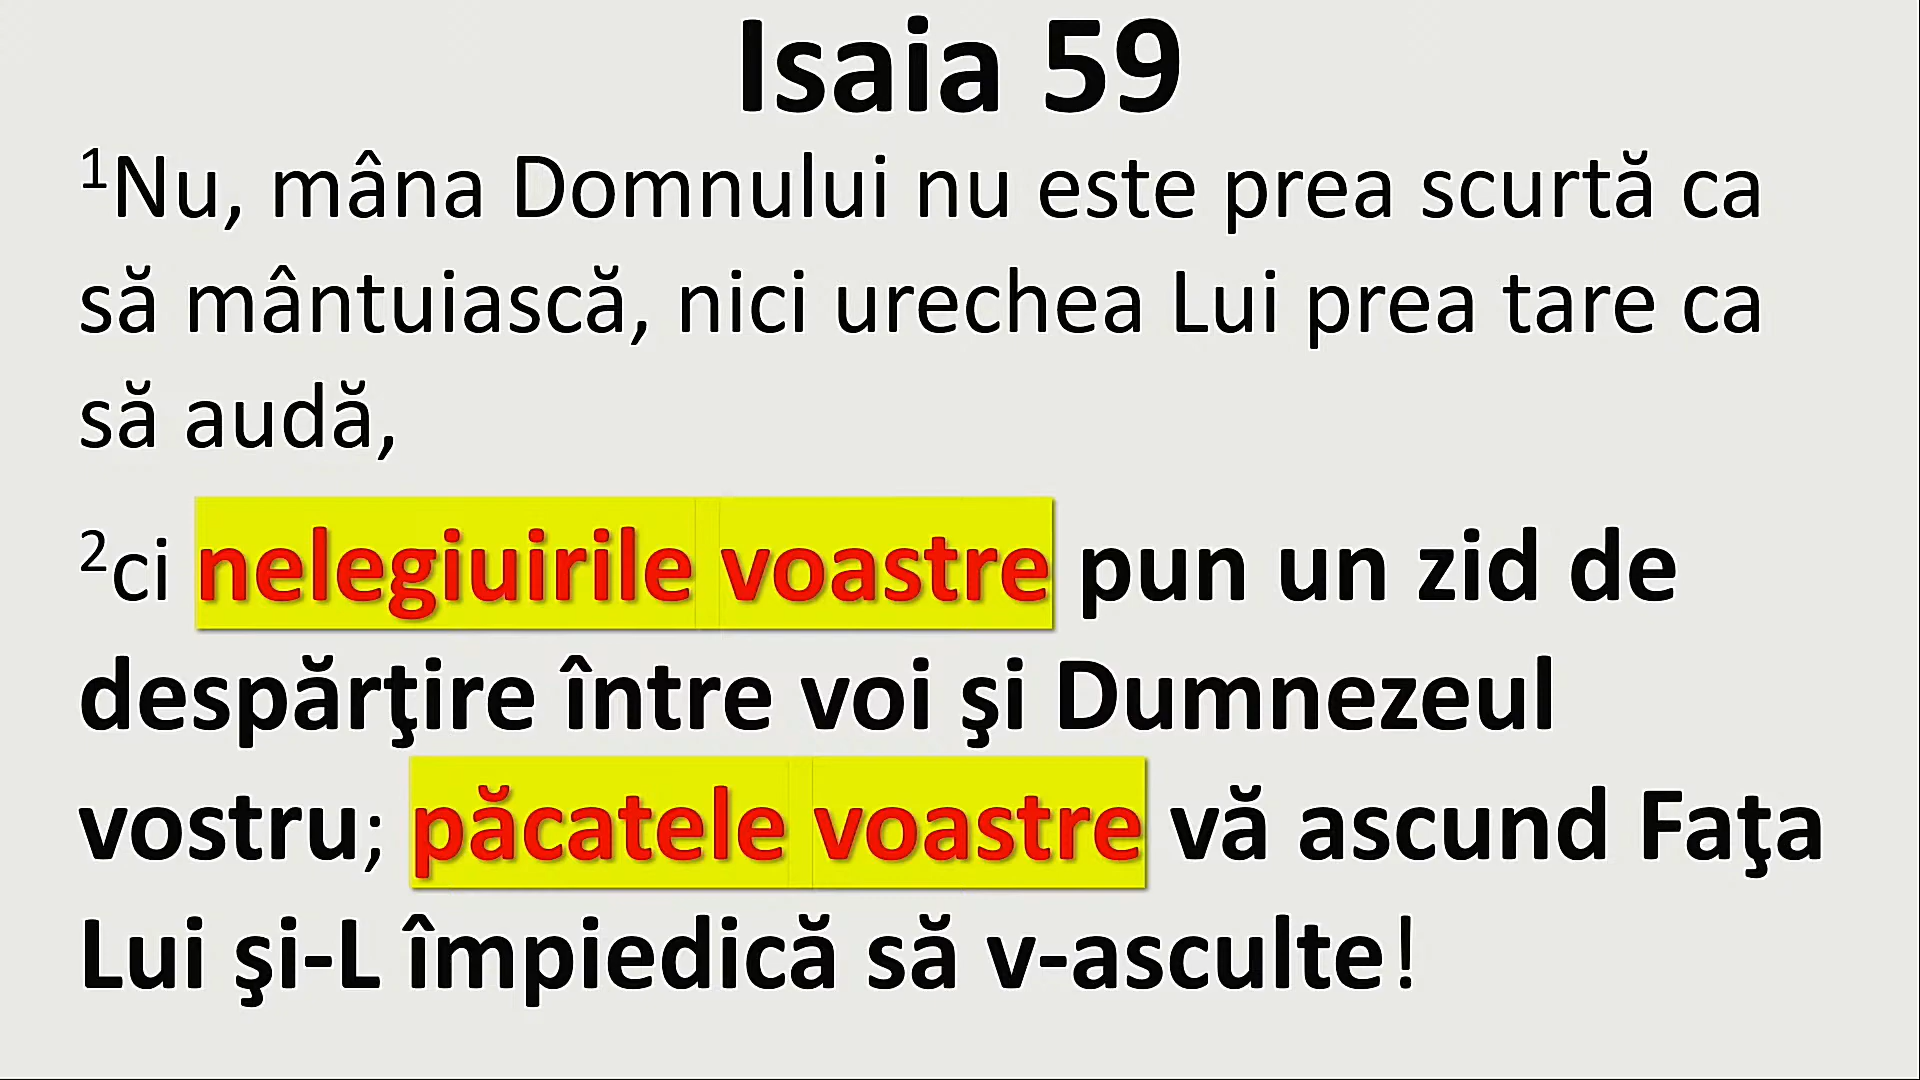 Isaia 59
¹Nu, mâna Domnului nu este prea scurtă ca
să mântuiască, nici urechea Lui prea tare ca
să audă,
²ci nelegiuirile voastre pun un zid de
despărţire între voi şi Dumnezeul
vostru; păcatele voastre vă ascund Faţa
Lui şi-L împiedică să v-asculte!